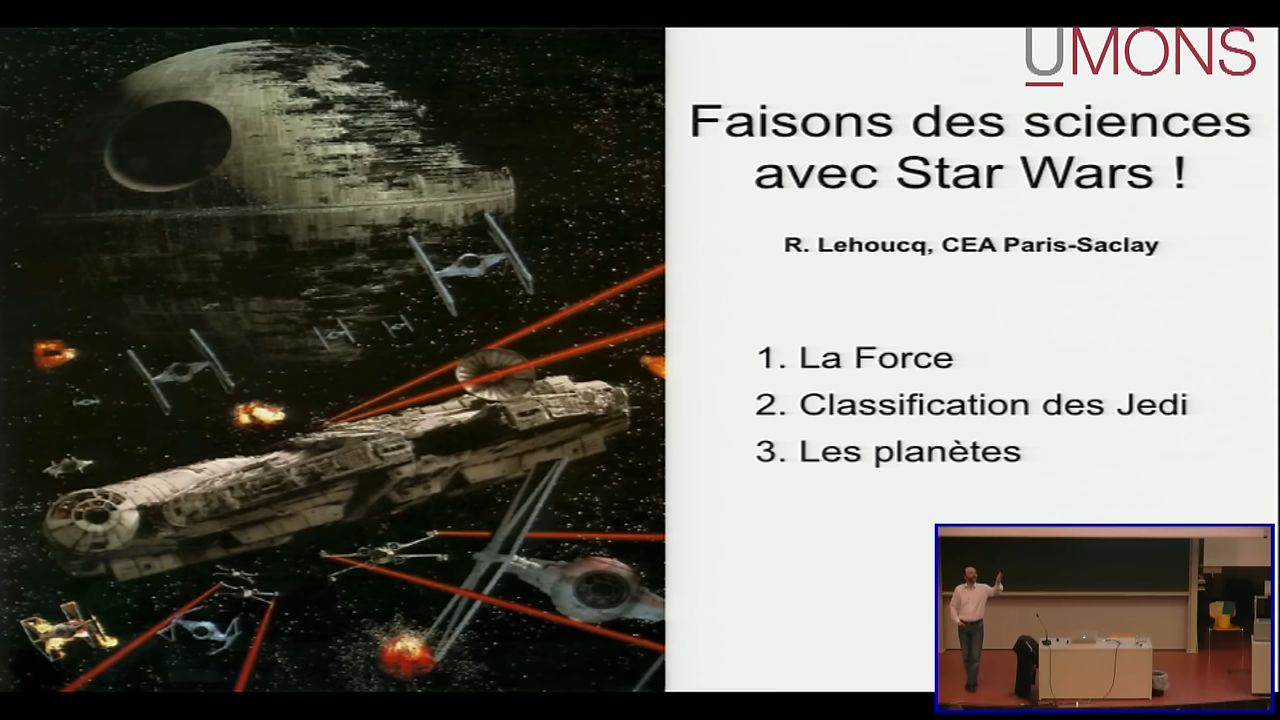 UMONS
Faisons des sciences
avec Star Wars !
R. Lehoucq, CEA Paris-Saclay
1. La Force
2. Classification des Jedi
3. Les planètes